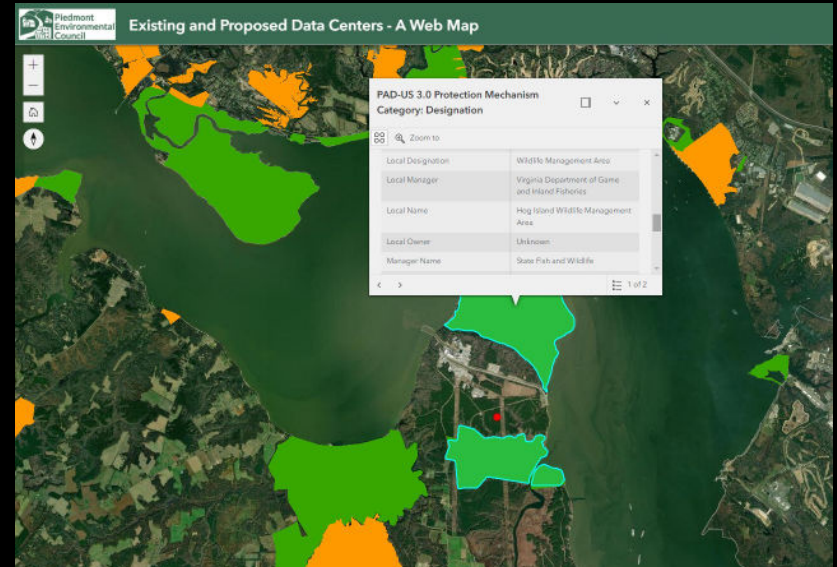 Piedmont
Environmental
Council
Existing and Proposed Data Centers - A Web Map
PAD-US 3.0 Protection Mechanism
Category: Designation
Zoom to
Local Designation Wildlife Management Area
Local Manager Virginia Department of Game
and Inland Fisheries
Local Name Hog Island Wildlife Management
Area
Local Owner Unknown
Manager Name State Fish and Wildlife
1 of 2